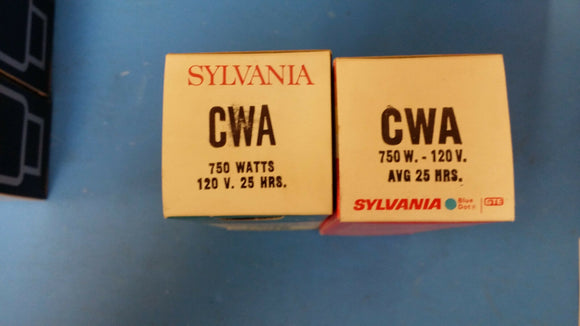 SYLVANIA
CWA
750 WATTS
120 V. 25 HRS.
CWA
750 W. - 120 V.
AVG 25 HRS.
SYLVANIA Blue Dot® GTE